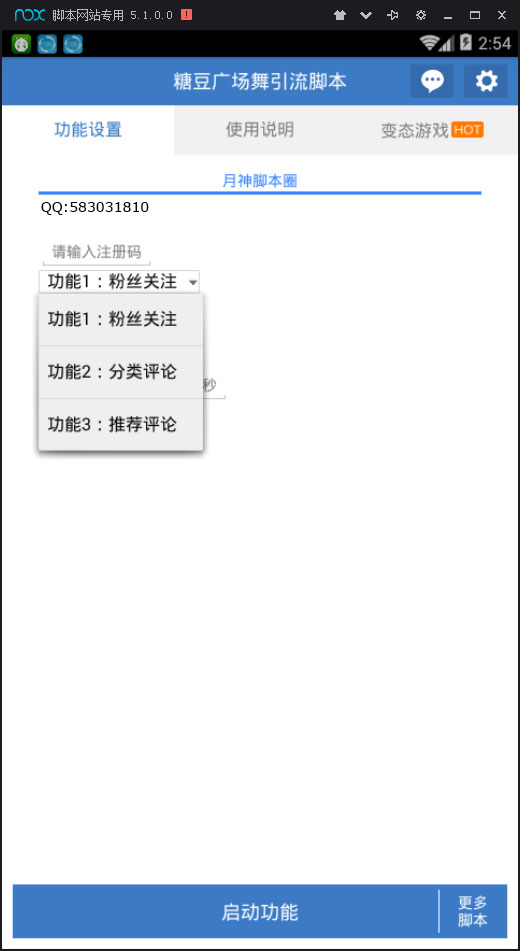 nox 脚本网站专用 5.1.0.0
2:54
糖豆广场舞引流脚本
功能设置 使用说明 变态游戏 HOT
月神脚本圈
QQ:583031810
请输入注册码
功能1：粉丝关注
功能1：粉丝关注
功能2：分类评论
秒
功能3：推荐评论
启动功能
更多
脚本